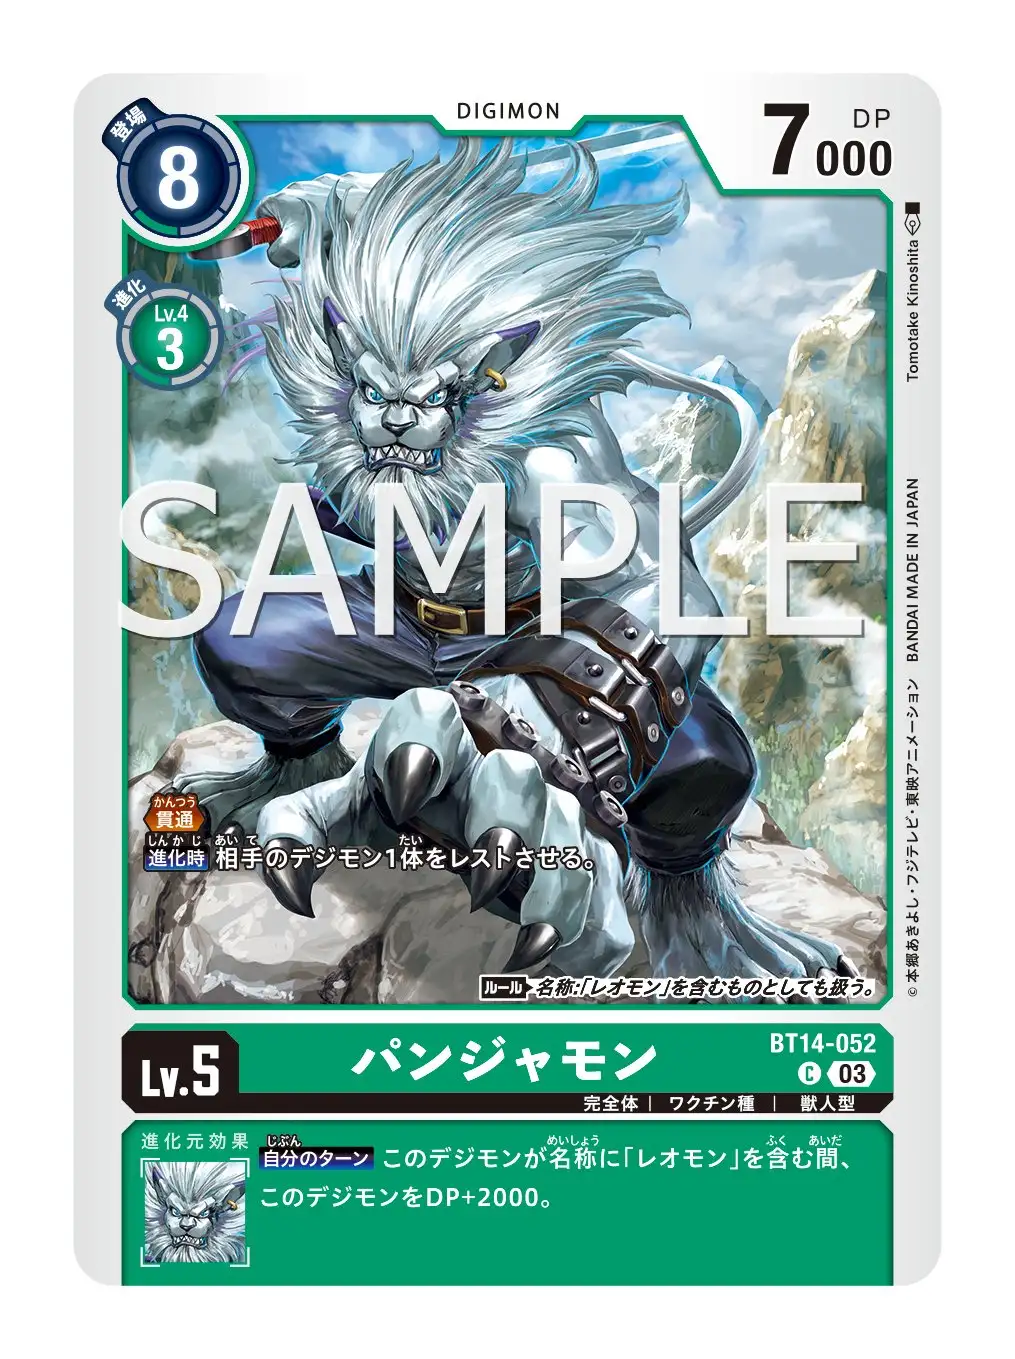 DIGIMON
登場
8
7000
DP
進化
Lv.4
3
Tomotake Kinoshita
BANDAI MADE IN JAPAN
©本郷あきよし・フジテレビ・東映アニメーション
SAMPLE
かんつう
貫通
しんかじ あいて たい
進化時 相手のデジモン1体をレストさせる。
ルール 名称:「レオモン」を含むものとしても扱う。
Lv.5
パンジャモン
BT14-052
C 03
完全体 | ワクチン種 | 獣人型
進化元効果
じぶん めいしょう ふく あいだ
自分のターン このデジモンが名称に「レオモン」を含む間、
このデジモンをDP+2000。